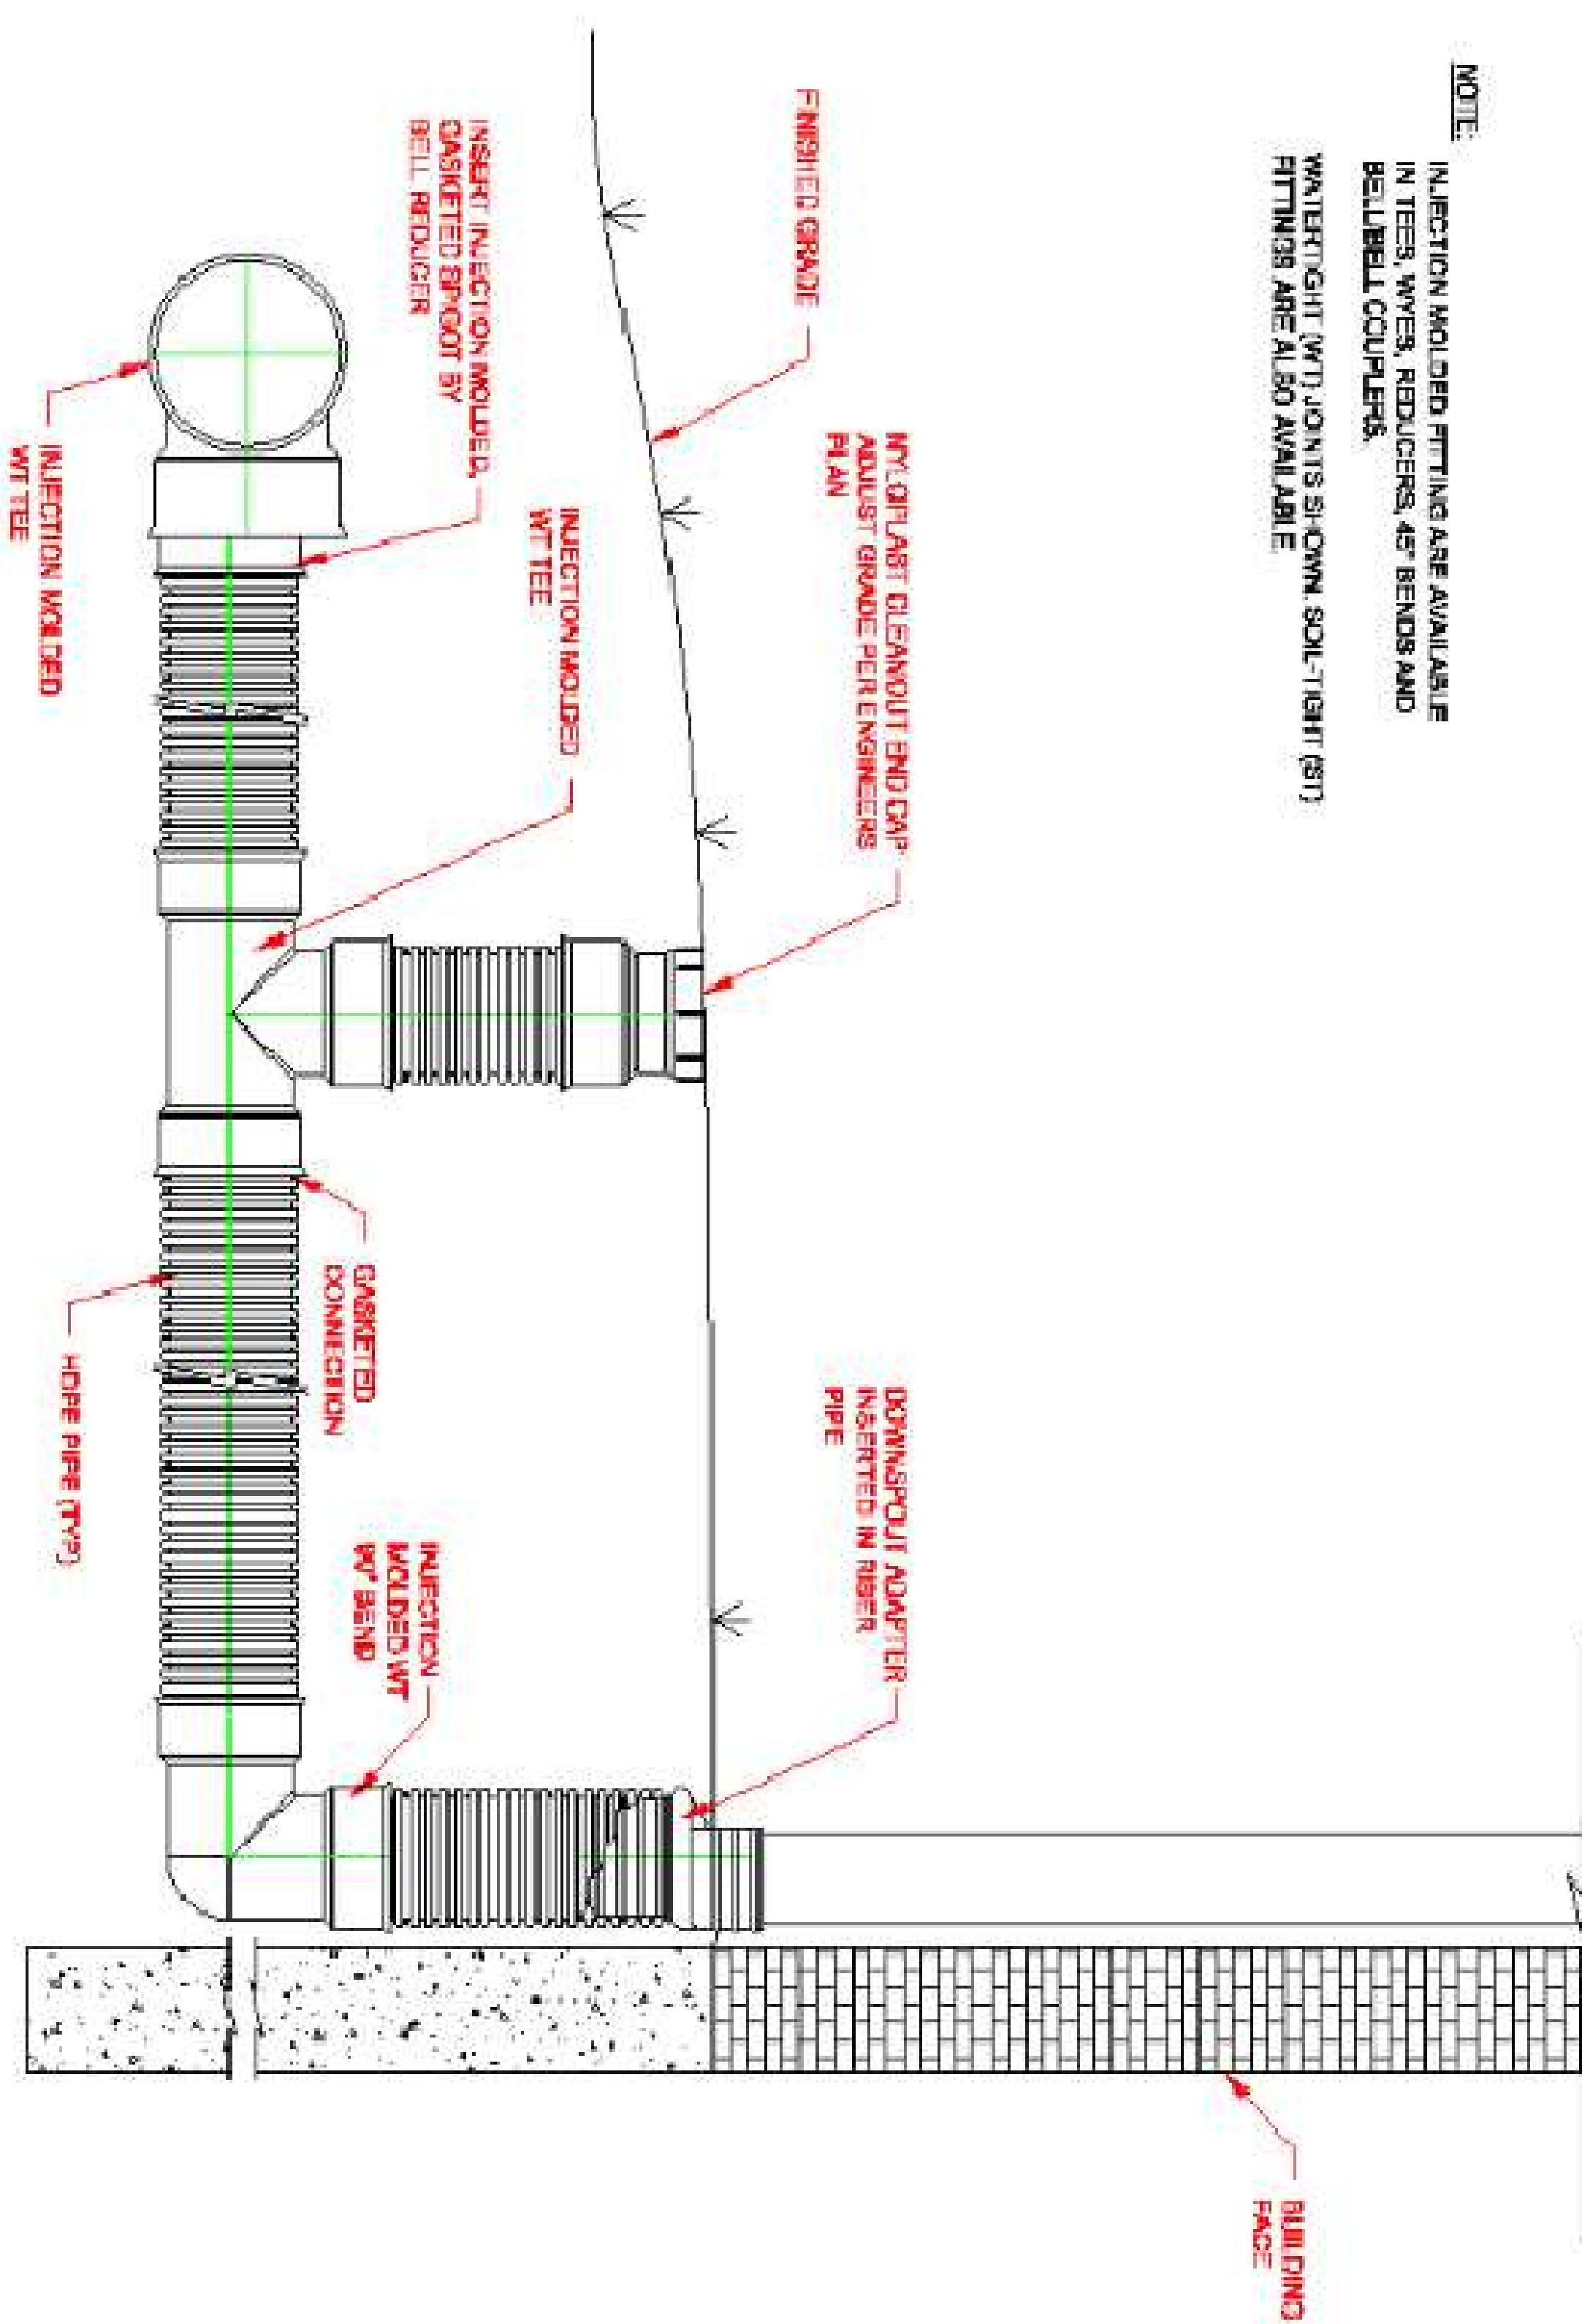 NOTE:
INJECTION MOLDED FITTING ARE AVAILABLE
IN TEES, WYES, REDUCERS, 45° BENDS AND
BELL/BELL COUPLERS.
WATERTIGHT (WT) JOINTS SHOWN. SOIL-TIGHT (ST)
FITTINGS ARE ALSO AVAILABLE.
FINISHED GRADE
NYLOPLAST CLEANOUT END CAP
ADJUST GRADE PER ENGINEERS
PLAN
DOWNSPOUT ADAPTER
INSERTED IN RISER
PIPE
BUILDING
FACE
INSERT INJECTION MOLDED,
GASKETED SPIGOT BY
BELL REDUCER
INJECTION MOLDED
WT TEE
GASKETED
CONNECTION
INJECTION
MOLDED WT
90° BEND
INJECTION MOLDED
WT TEE
HDPE PIPE (TYP)